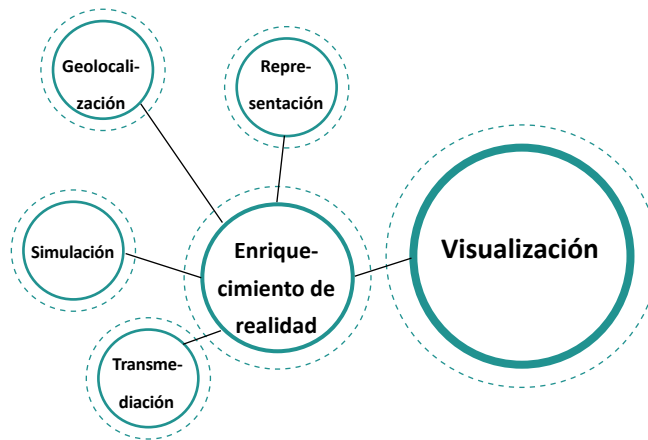 Geolocali-
zación
Repre-
sentación
Simulación
Enrique-
cimiento de
realidad
Visualización
Transme-
diación